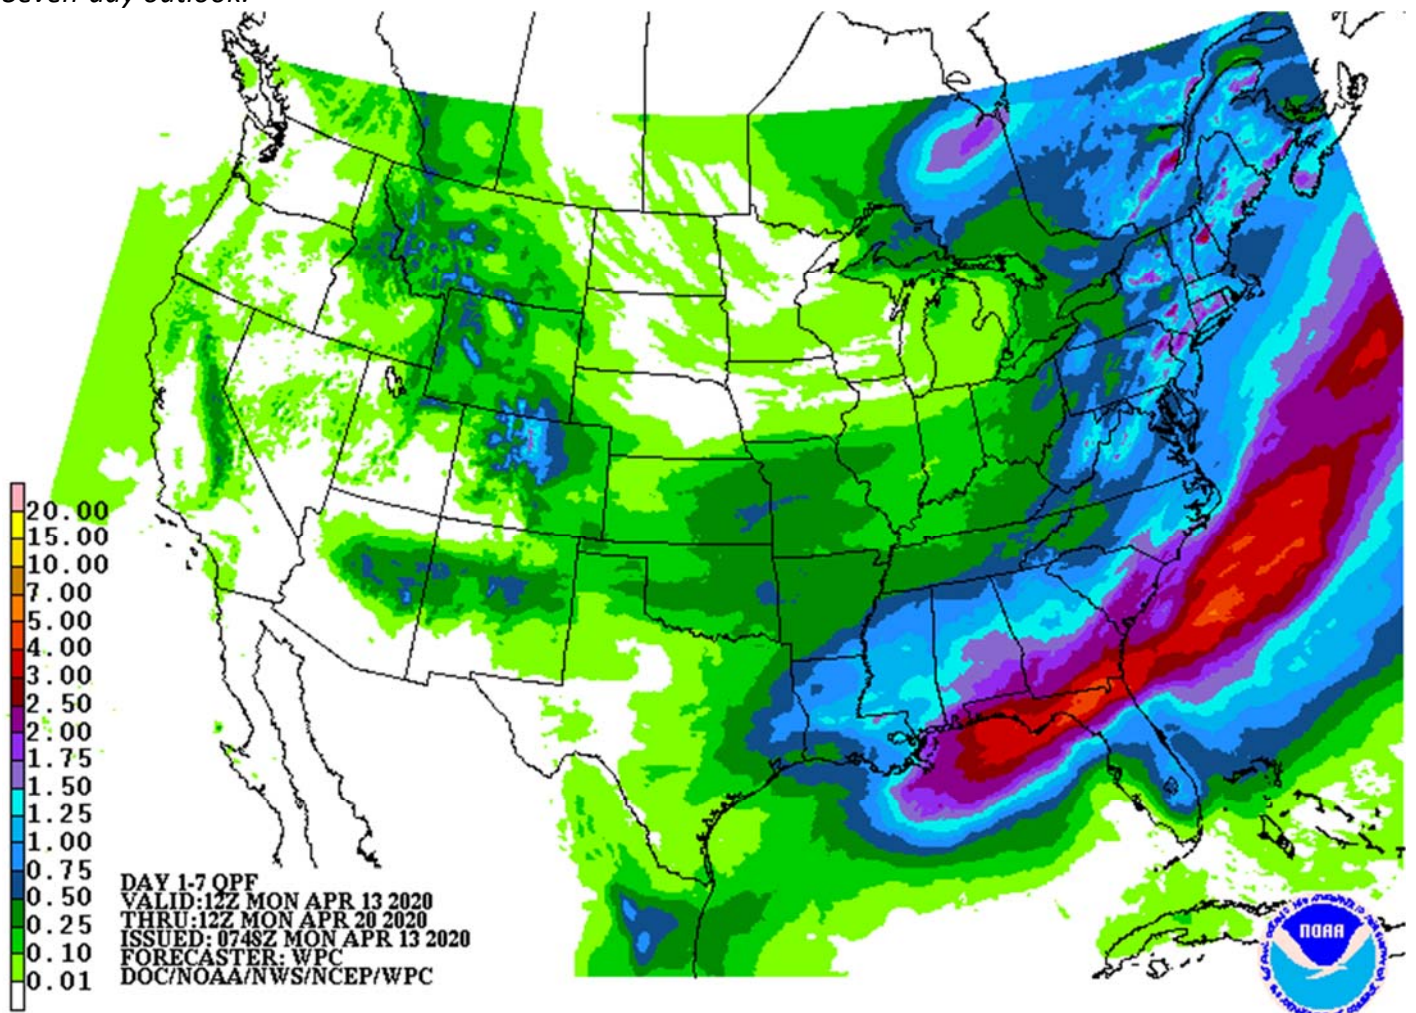 Seven-day outlook:
20.00
15.00
10.00
7.00
5.00
4.00
3.00
2.50
2.00
1.75
1.50
1.25
1.00
0.75
0.50
0.25
0.10
0.01
DAY 1-7 QPF
VALID:12Z MON APR 13 2020
THRU:12Z MON APR 20 2020
ISSUED: 0748Z MON APR 13 2020
FORECASTER: WPC
DOC/NOAA/NWS/NCEP/WPC
NOAA